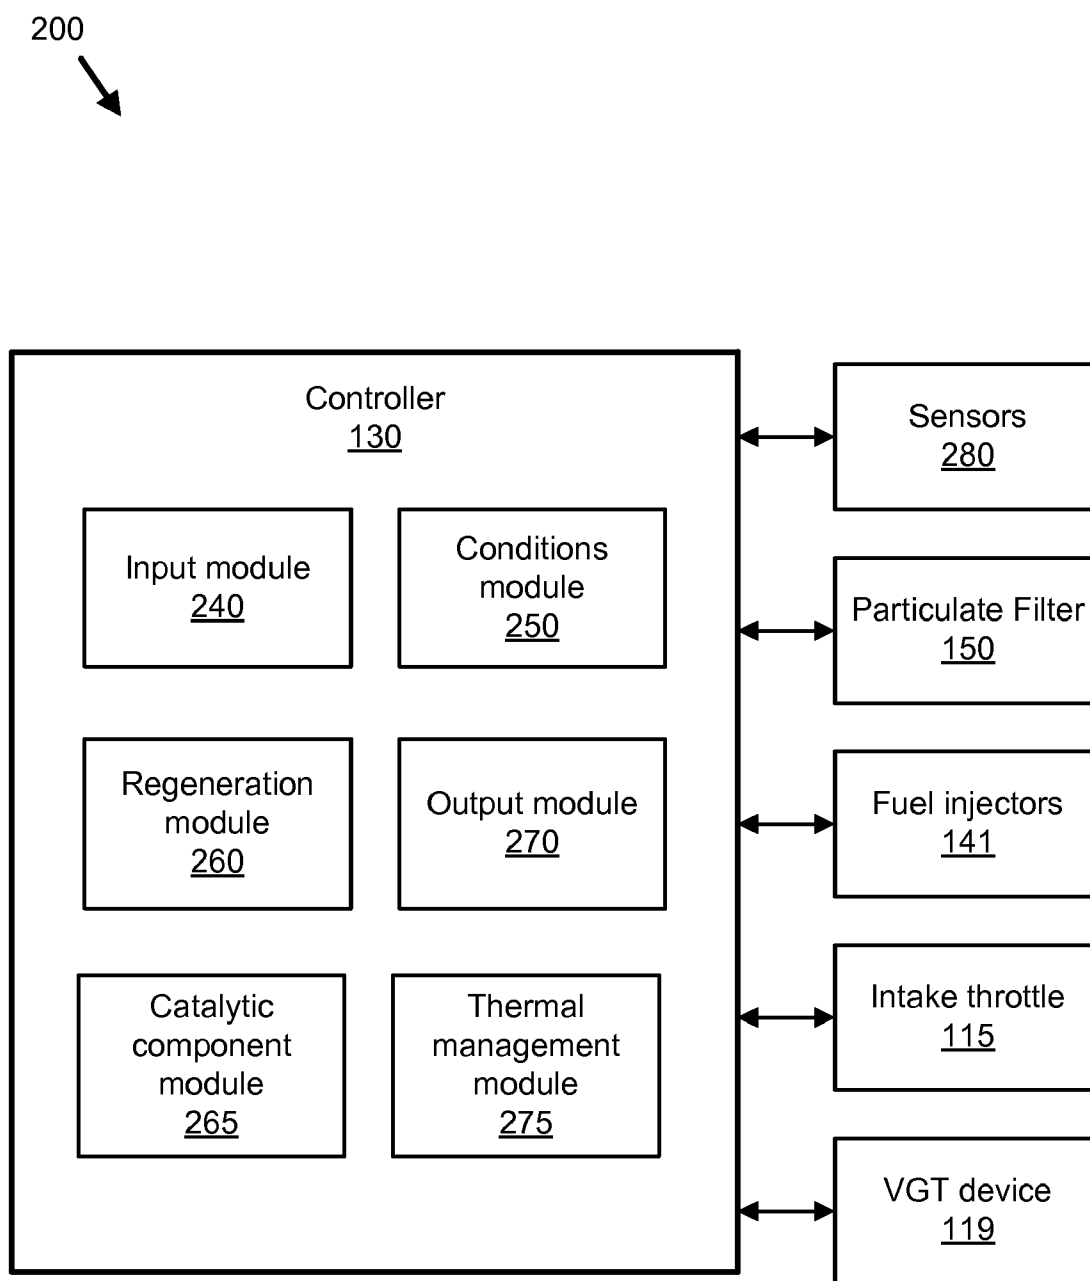 200
Controller
130
Input module
240
Conditions
module
250
Regeneration
module
260
Output module
270
Catalytic
component
module
265
Thermal
management
module
275
Sensors
280
Particulate Filter
150
Fuel injectors
141
Intake throttle
115
VGT device
119